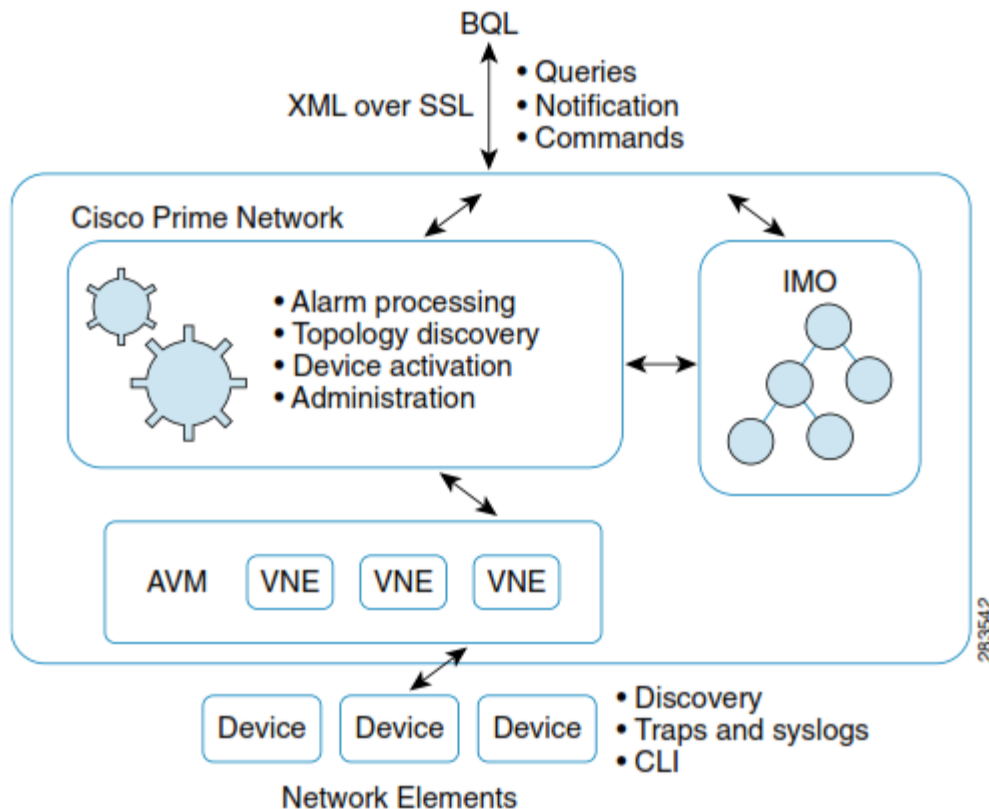 BQL
XML over SSL
• Queries
• Notification
• Commands
Cisco Prime Network
• Alarm processing
• Topology discovery
• Device activation
• Administration
IMO
AVM
VNE
VNE
VNE
283542
Device
Device
Device
• Discovery
• Traps and syslogs
• CLI
Network Elements